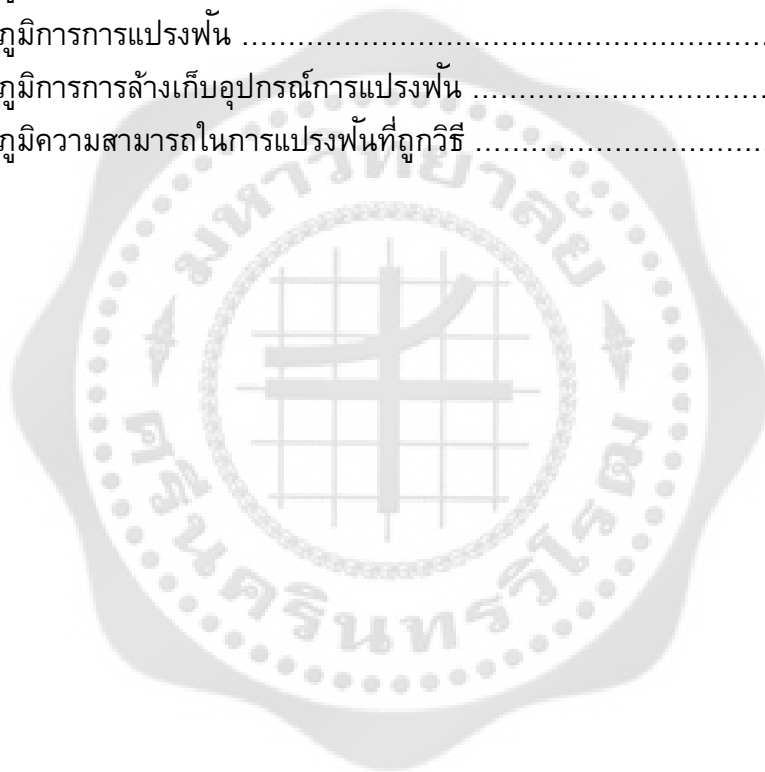 ภูมิการการแปรงฟัน ................................................................
ภูมิการการล้างเก็บอุปกรณ์การแปรงฟัน ................................
ภูมิความสามารถในการแปรงฟันที่ถูกวิธี ................................
มหาวิทยาลัย
ศรีนครินทรวิโรฒ